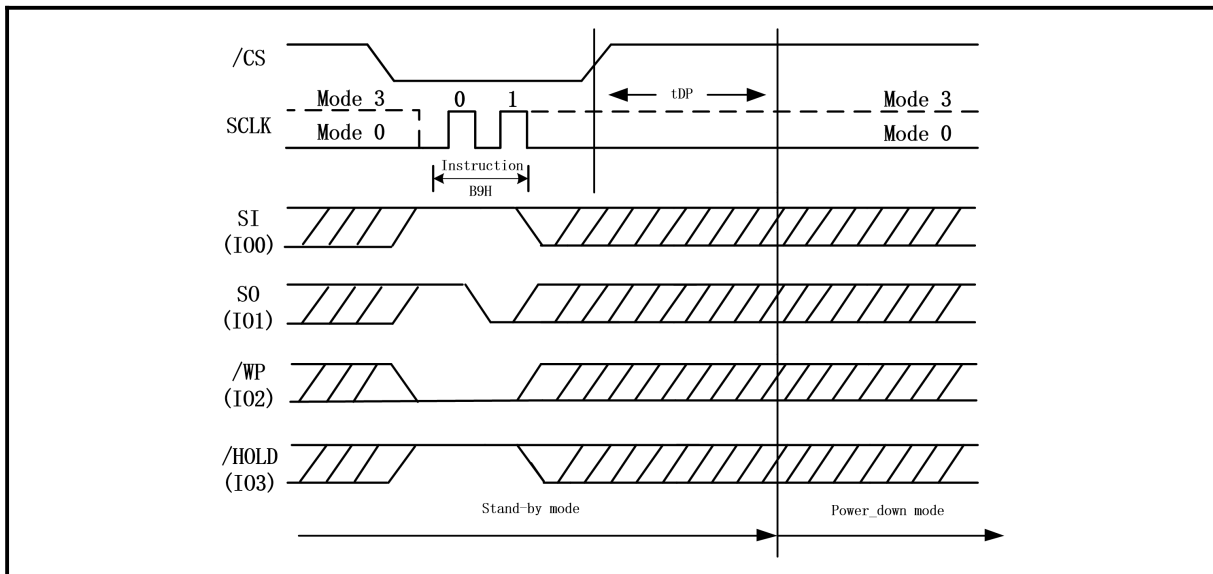 /CS
tDP
Mode 3 0 1 Mode 3
SCLK
Mode 0 Mode 0
Instruction
B9H
SI
(IO0)
SO
(IO1)
/WP
(IO2)
/HOLD
(IO3)
Stand-by mode Power_down mode